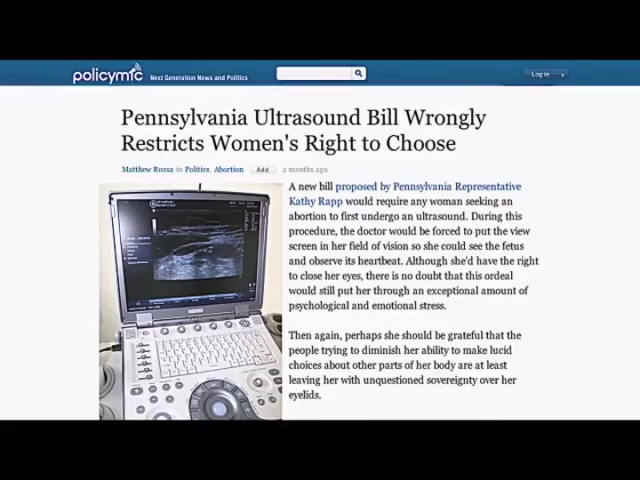 policymic Next Generation News and Politics
Log in
Pennsylvania Ultrasound Bill Wrongly
Restricts Women's Right to Choose
Matthew Rozsa in Politics, Abortion Add 2 months ago
A new bill proposed by Pennsylvania Representative
Kathy Rapp would require any woman seeking an
abortion to first undergo an ultrasound. During this
procedure, the doctor would be forced to put the view
screen in her field of vision so she could see the fetus
and observe its heartbeat. Although she'd have the right
to close her eyes, there is no doubt that this ordeal
would still put her through an exceptional amount of
psychological and emotional stress.
Then again, perhaps she should be grateful that the
people trying to diminish her ability to make lucid
choices about other parts of her body are at least
leaving her with unquestioned sovereignty over her
eyelids.